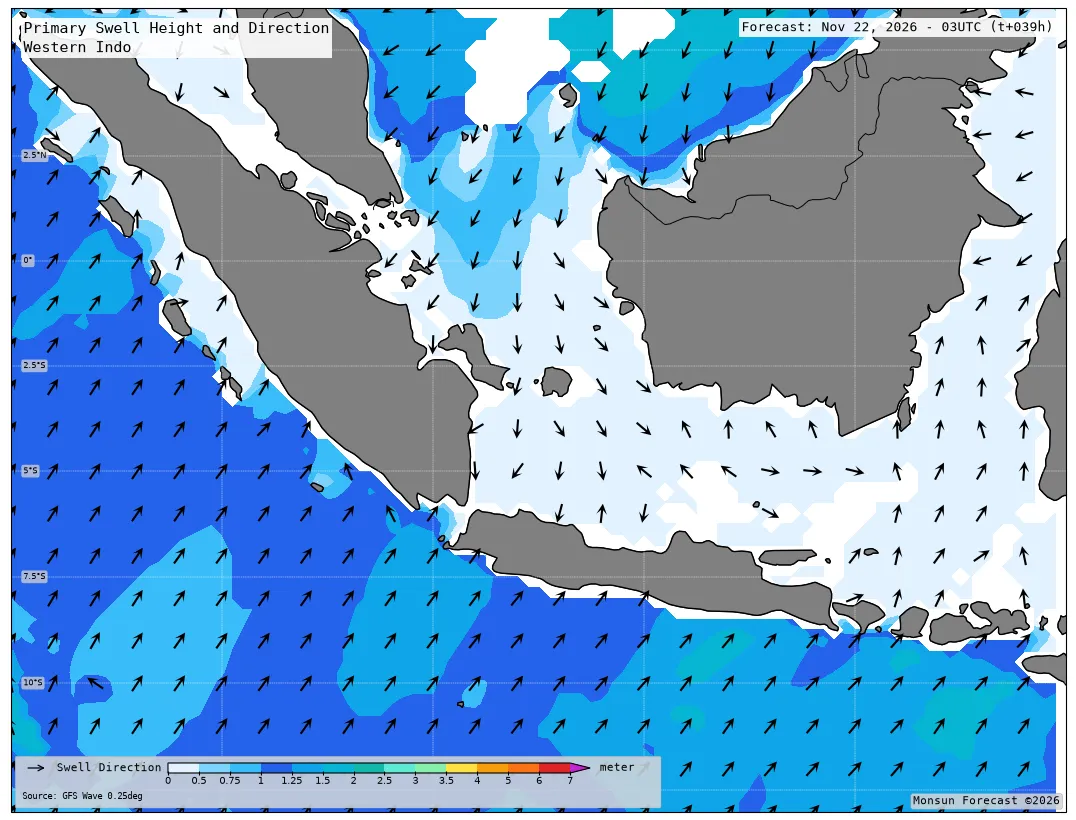 Primary Swell Height and Direction
Western Indo
Forecast: Nov 22, 2026 - 03UTC (t+039h)
2.5°N
0°
2.5°S
5°S
7.5°S
10°S
Swell Direction
0 0.5 0.75 1 1.25 1.5 2 2.5 3 3.5 4 5 6 7
meter
Source: GFS Wave 0.25deg
Monsun Forecast ©2026